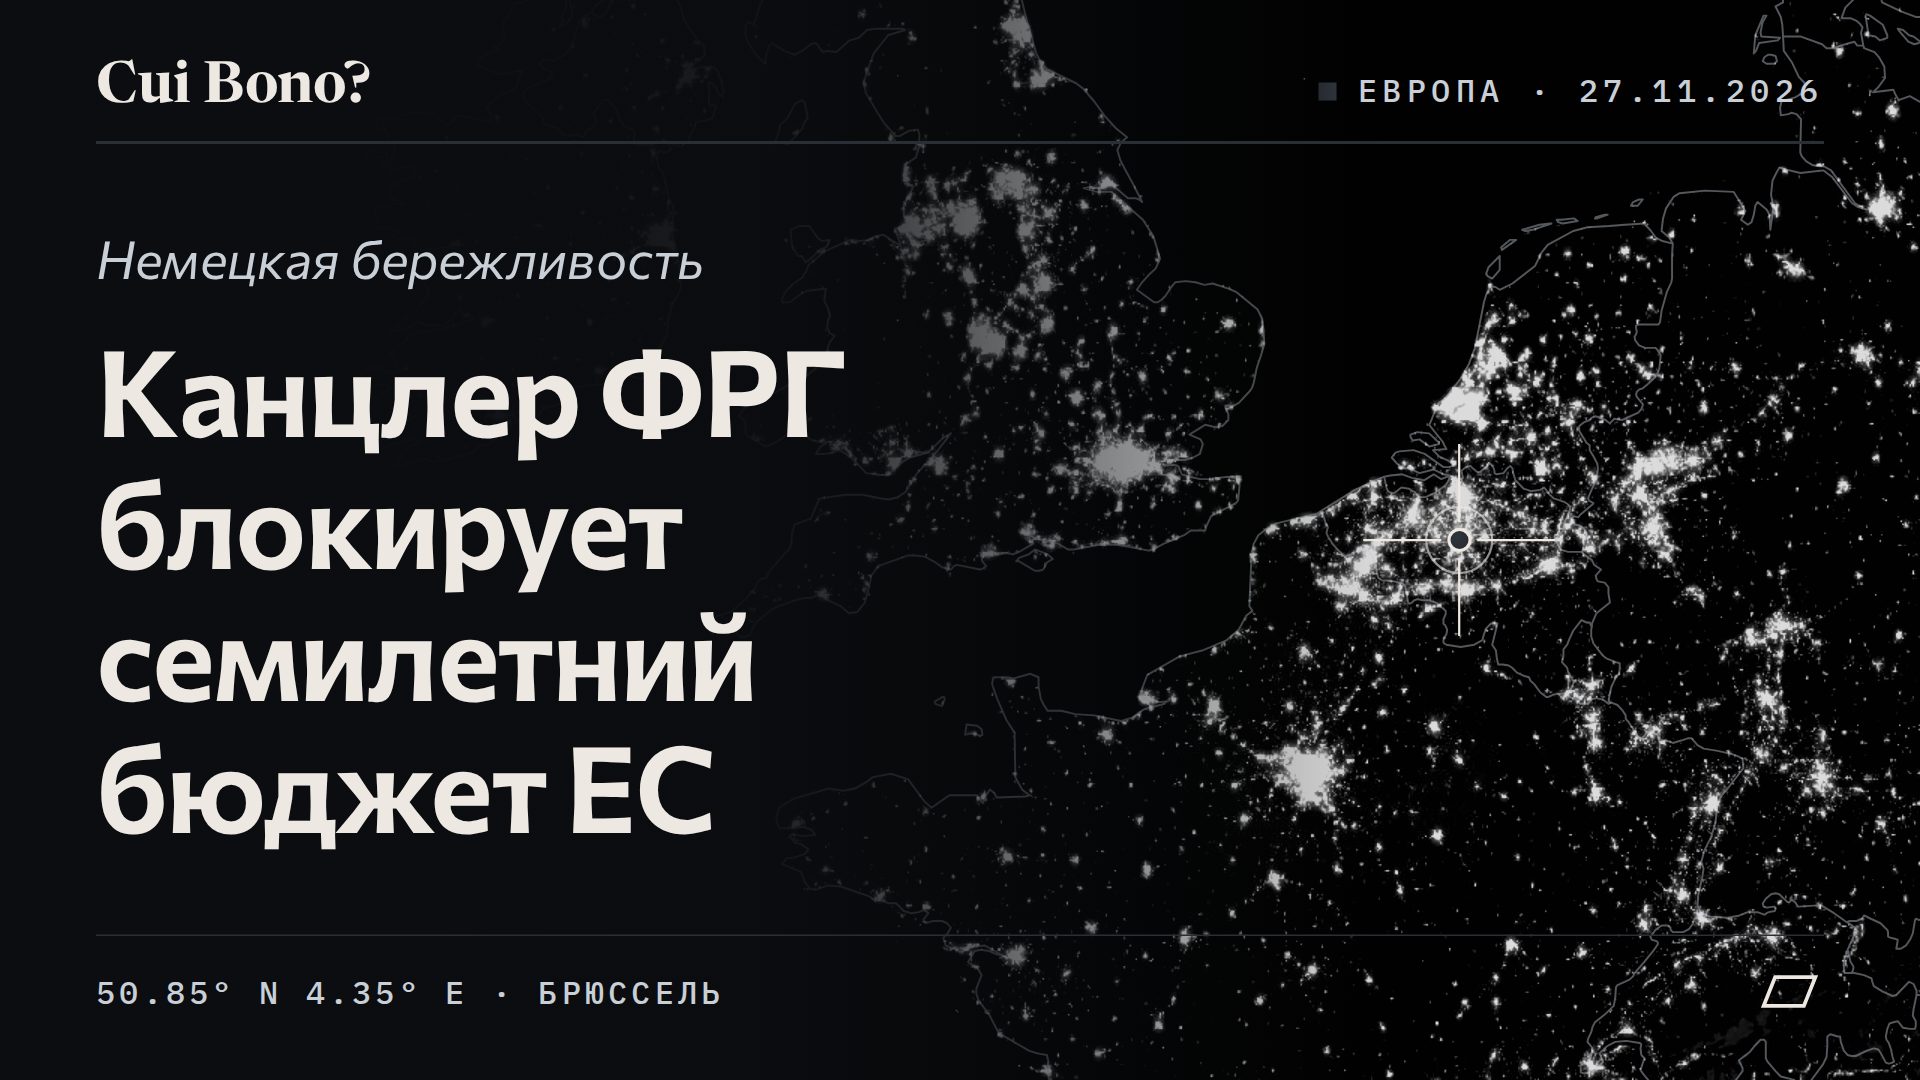 Cui Bono?
ЕВРОПА · 27.11.2026
Немецкая бережливость
Канцлер ФРГ
блокирует
семилетний
бюджет ЕС
50.85° N 4.35° E · БРЮССЕЛЬ